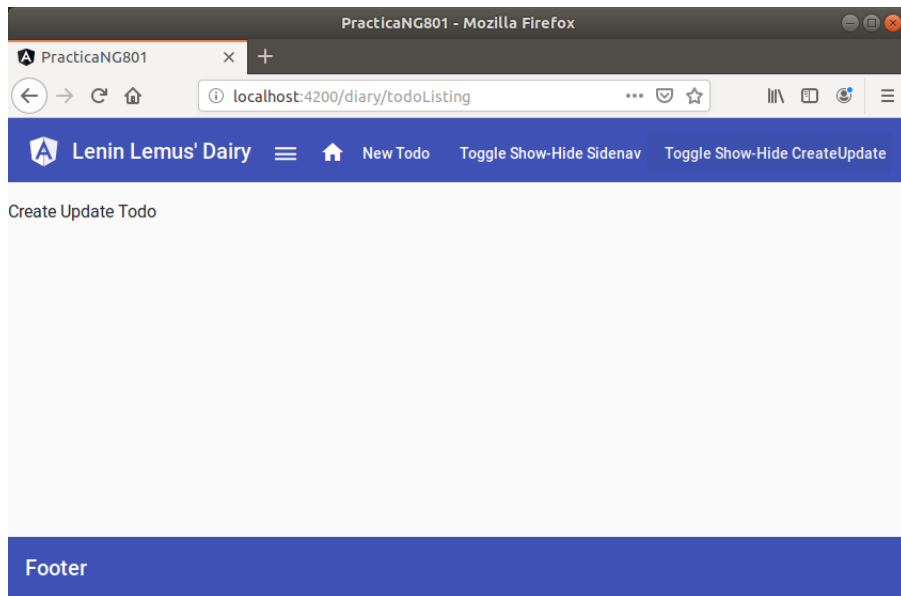 PracticaNG801 - Mozilla Firefox
PracticaNG801
localhost:4200/diary/todoListing
Lenin Lemus' Dairy New Todo Toggle Show-Hide Sidenav Toggle Show-Hide CreateUpdate
Create Update Todo
Footer